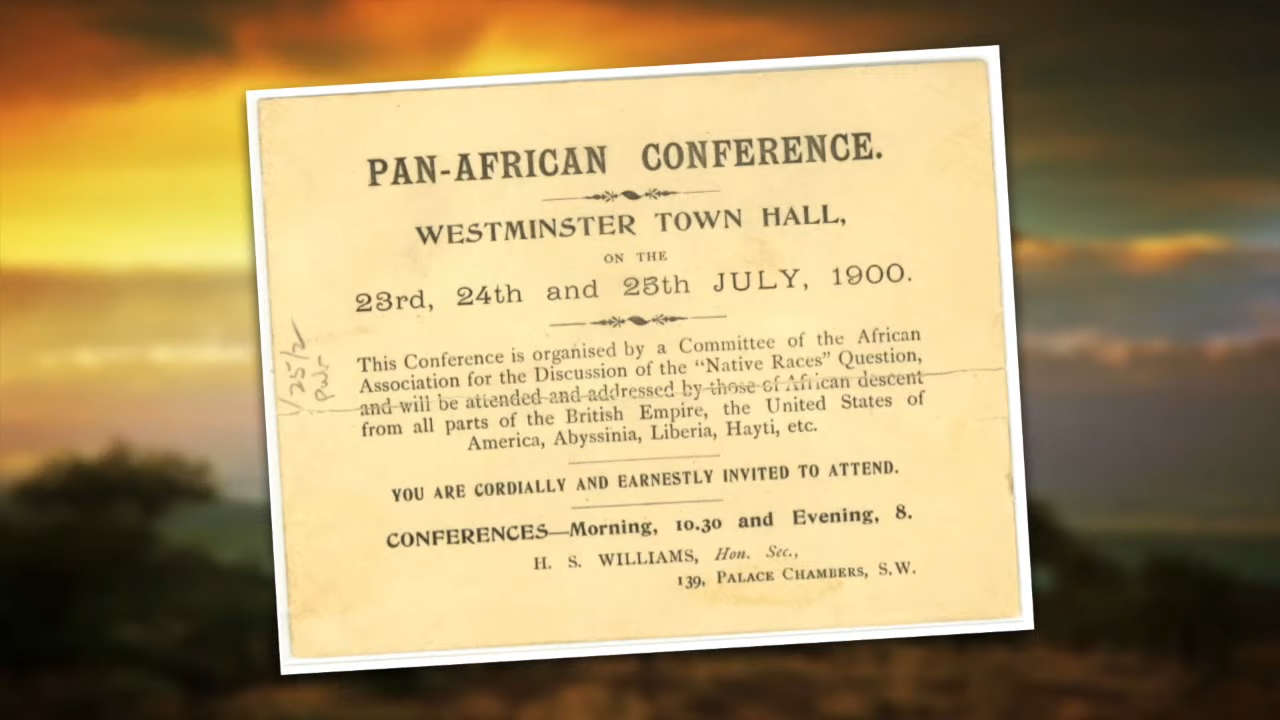 PAN-AFRICAN CONFERENCE.
WESTMINSTER TOWN HALL,
ON THE
23rd, 24th and 25th JULY, 1900.
This Conference is organised by a Committee of the African
Association for the Discussion of the "Native Races" Question,
and will be attended and addressed by those of African descent
from all parts of the British Empire, the United States of
America, Abyssinia, Liberia, Hayti, etc.
YOU ARE CORDIALLY AND EARNESTLY INVITED TO ATTEND.
CONFERENCES—Morning, 10.30 and Evening, 8.
H. S. WILLIAMS, Hon. Sec.,
139, PALACE CHAMBERS, S.W.